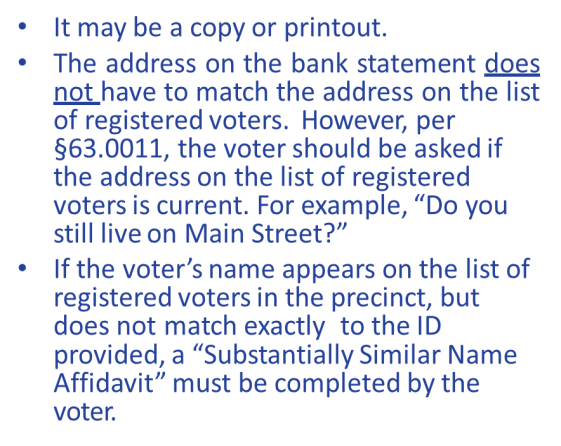 • It may be a copy or printout.
• The address on the bank statement does
not have to match the address on the list
of registered voters.  However, per
§63.0011, the voter should be asked if
the address on the list of registered
voters is current. For example, “Do you
still live on Main Street?”
• If the voter’s name appears on the list of
registered voters in the precinct, but
does not match exactly  to the ID
provided, a “Substantially Similar Name
Affidavit” must be completed by the
voter.